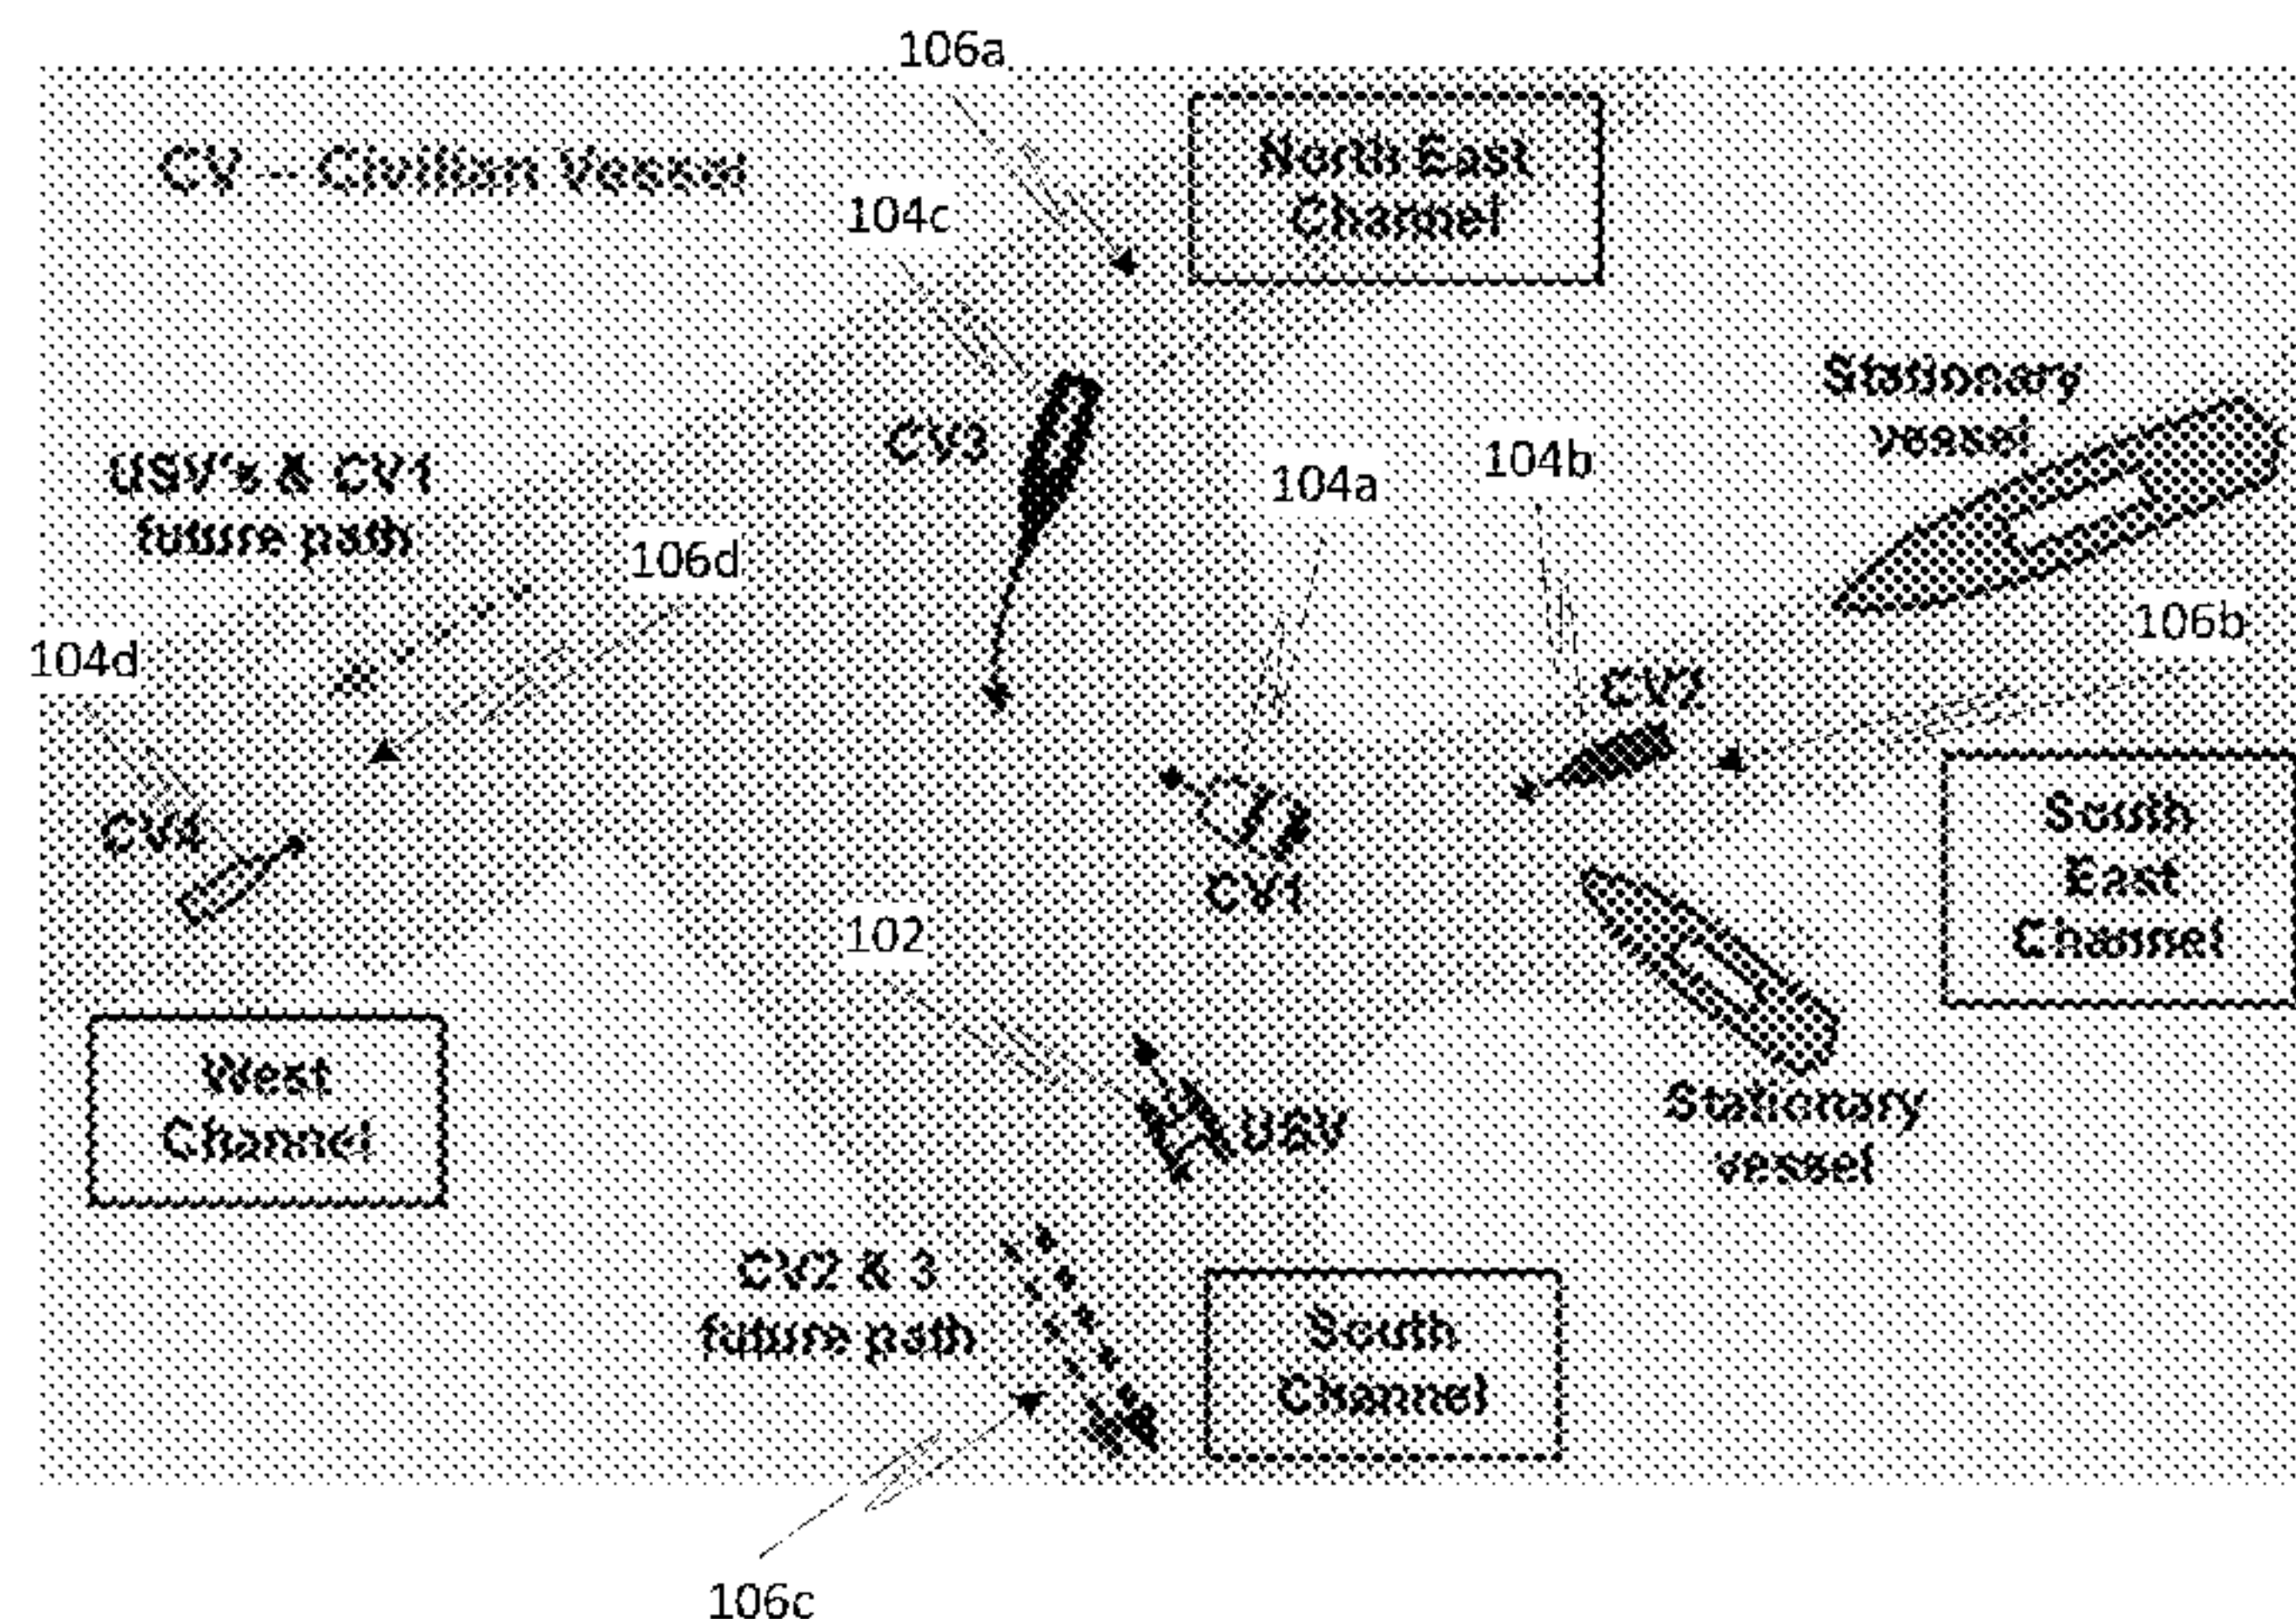 106a
CV -- Civilian Vessel
North East
Channel
104c
Stationary
vessel
CV3
104b
USV's & CV1
future path
104a
106d
106b
104d
CV2
CV4
South
East
Channel
CV1
102
West
Channel
USV
Stationary
vessel
CV2 & 3
future path
South
Channel
106c